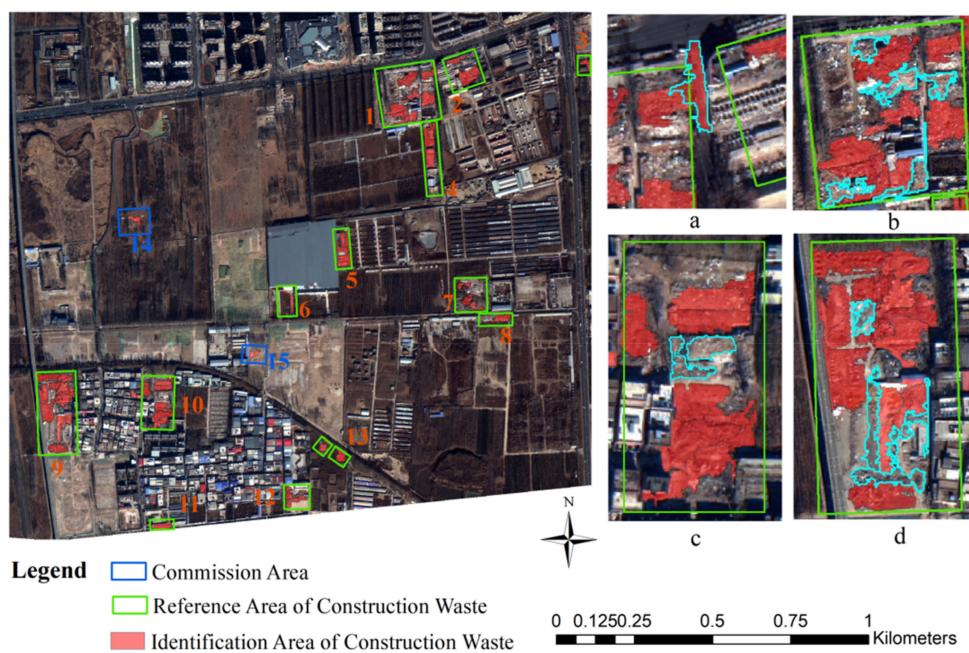 3
1
2
4
14
5
7
6
8
15
10
13
9
12
11
a
b
c
d
N
Legend
Commission Area
Reference Area of Construction Waste
Identification Area of Construction Waste
0 0.1250.25 0.5 0.75 1
Kilometers